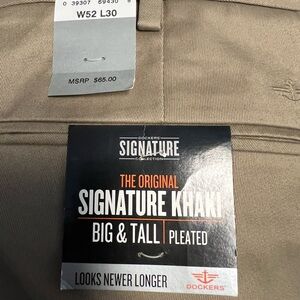 0 39307 69430 8
W52 L30
MSRP $65.00
DOCKERS
SIGNATURE
COLLECTION
THE ORIGINAL
SIGNATURE KHAKI
BIG & TALL | PLEATED
LOOKS NEWER LONGER
DOCKERS